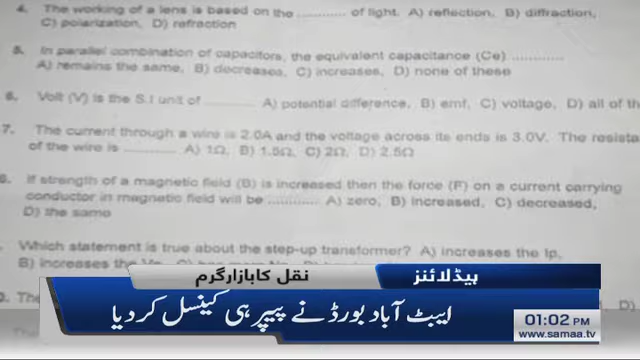 4. The working of a lens is based on the .......... of light. A) reflection, B) diffraction,
C) polarization, D) refraction
5. In parallel combination of capacitors, the equivalent capacitance (Ce) ............
A) remains the same, B) decreases, C) increases, D) none of these
6. Volt (V) is the S.I unit of .......... A) potential difference, B) emf, C) voltage, D) all of the
7. The current through a wire is 2.0A and the voltage across its ends is 3.0V. The resista
of the wire is .......... A) 1Ω, B) 1.5Ω, C) 2Ω, D) 2.5Ω
8. If strength of a magnetic field (B) is increased then the force (F) on a current carrying
conductor in magnetic field will be .......... A) zero, B) increased, C) decreased,
D) the same
Which statement is true about the step-up transformer? A) increases the Ip,
B) increases the
The
ہیڈلائنز
نقل کا بازار گرم
ایبٹ آباد بورڈ نے پیپر ہی کینسل کر دیا
01:02 PM
www.samaa.tv